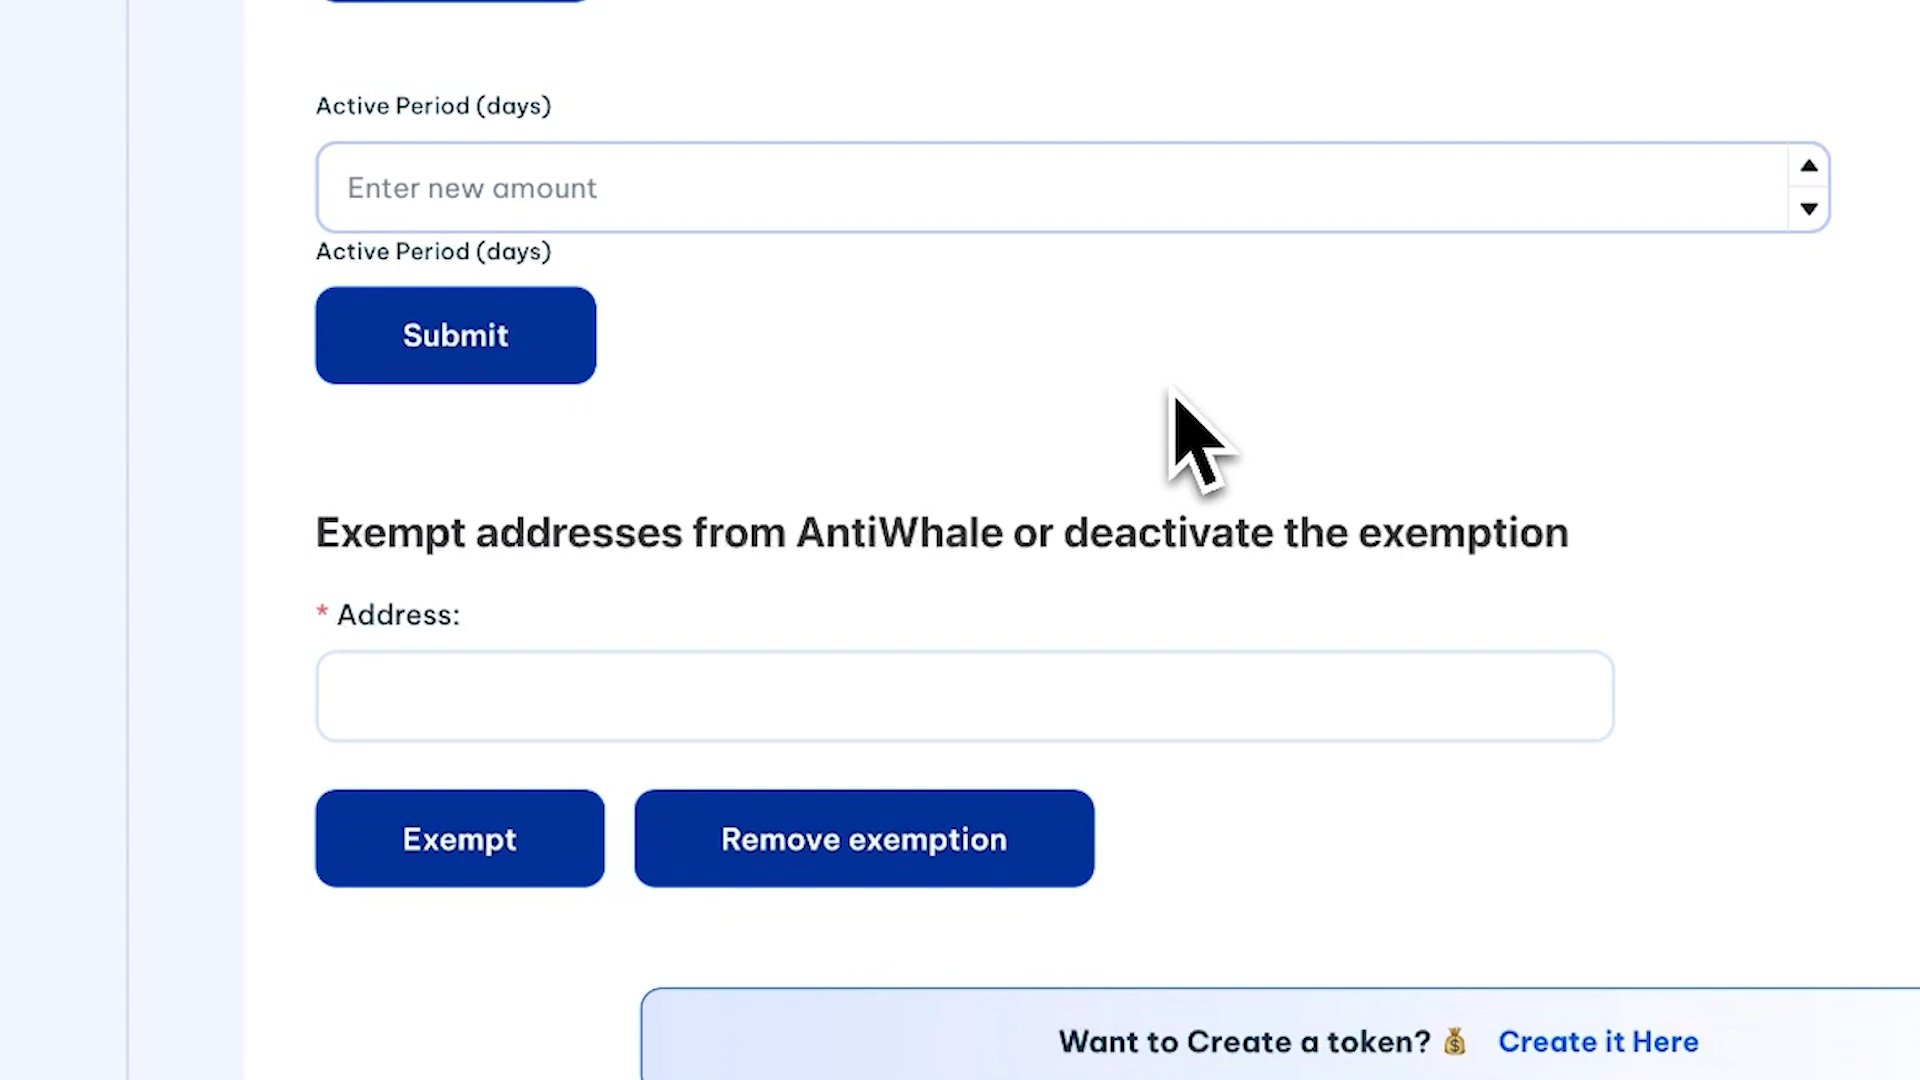 Active Period (days)
Enter new amount
Active Period (days)
Submit
Exempt addresses from AntiWhale or deactivate the exemption
* Address:
Exempt Remove exemption
Want to Create a token? 💰 Create it Here